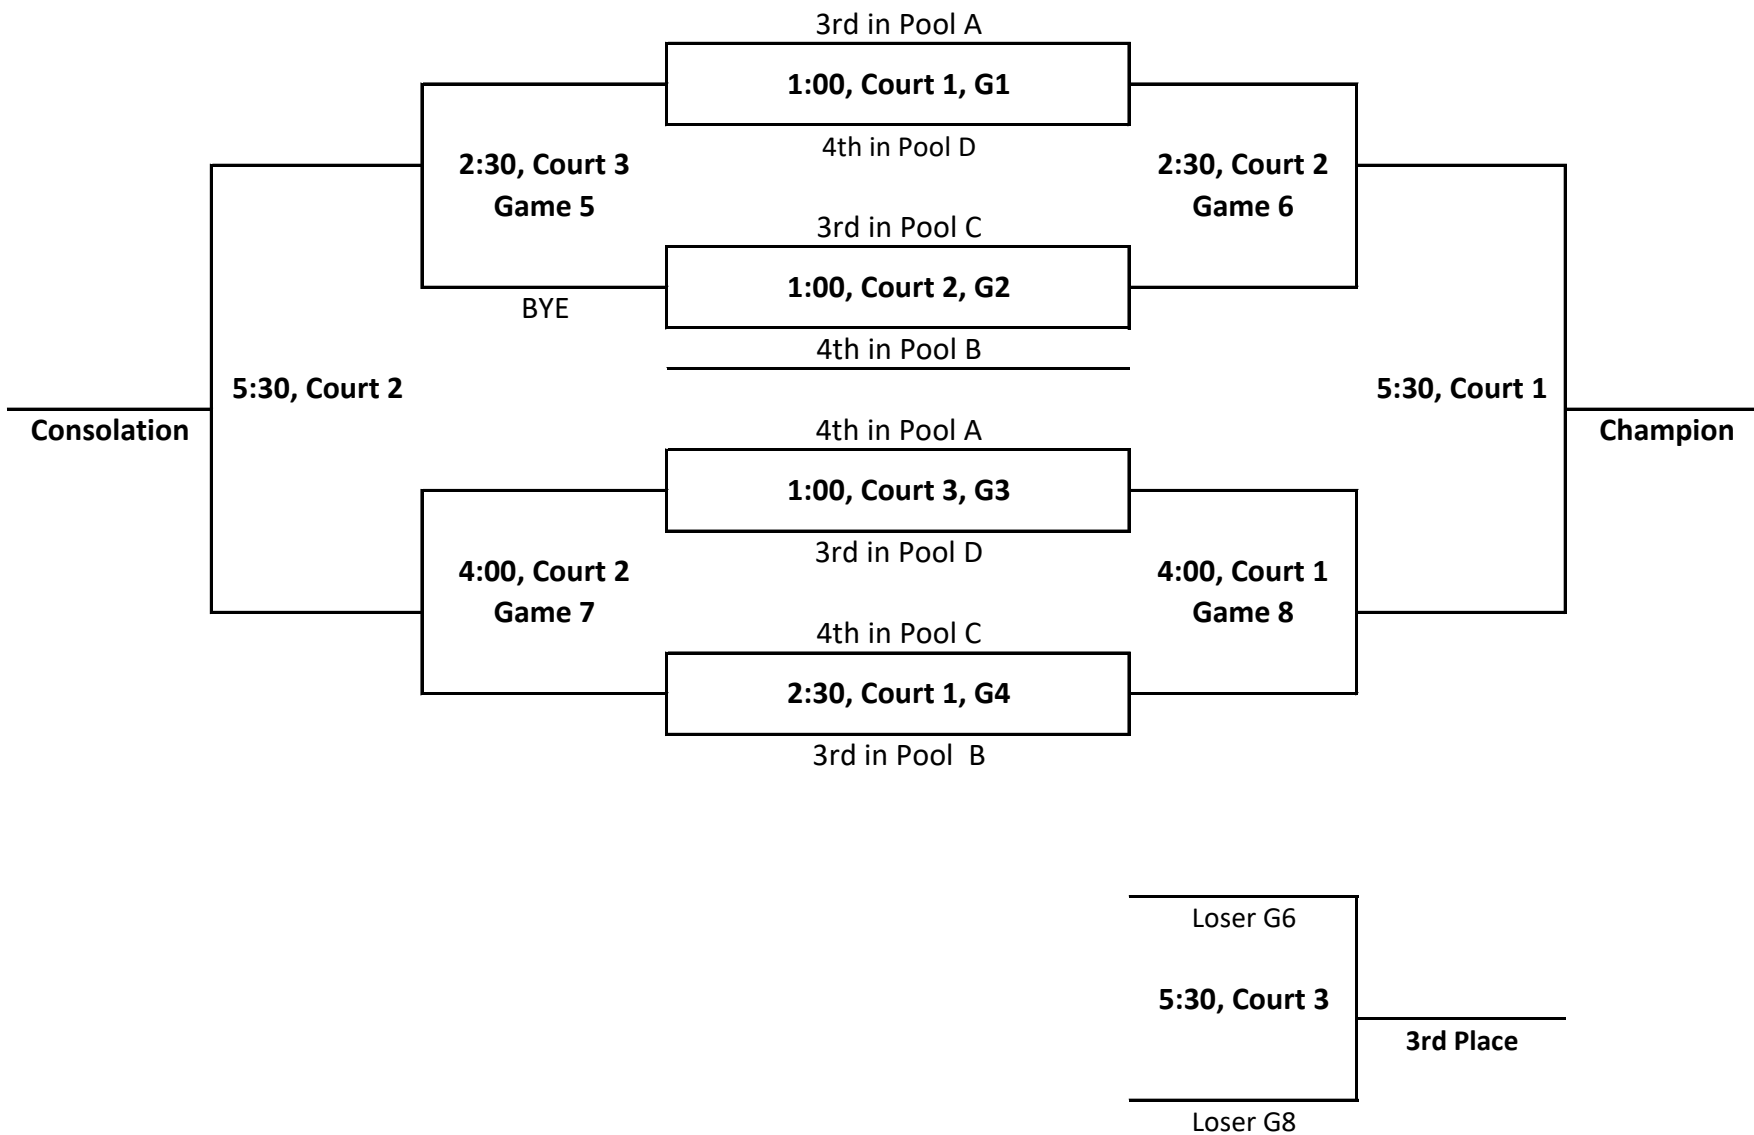 3rd in Pool A
1:00, Court 1, G1
4th in Pool D
2:30, Court 3
Game 5
2:30, Court 2
Game 6
3rd in Pool C
1:00, Court 2, G2
BYE
4th in Pool B
5:30, Court 2
5:30, Court 1
Consolation
4th in Pool A
Champion
1:00, Court 3, G3
3rd in Pool D
4:00, Court 2
Game 7
4:00, Court 1
Game 8
4th in Pool C
2:30, Court 1, G4
3rd in Pool  B
Loser G6
5:30, Court 3
3rd Place
Loser G8